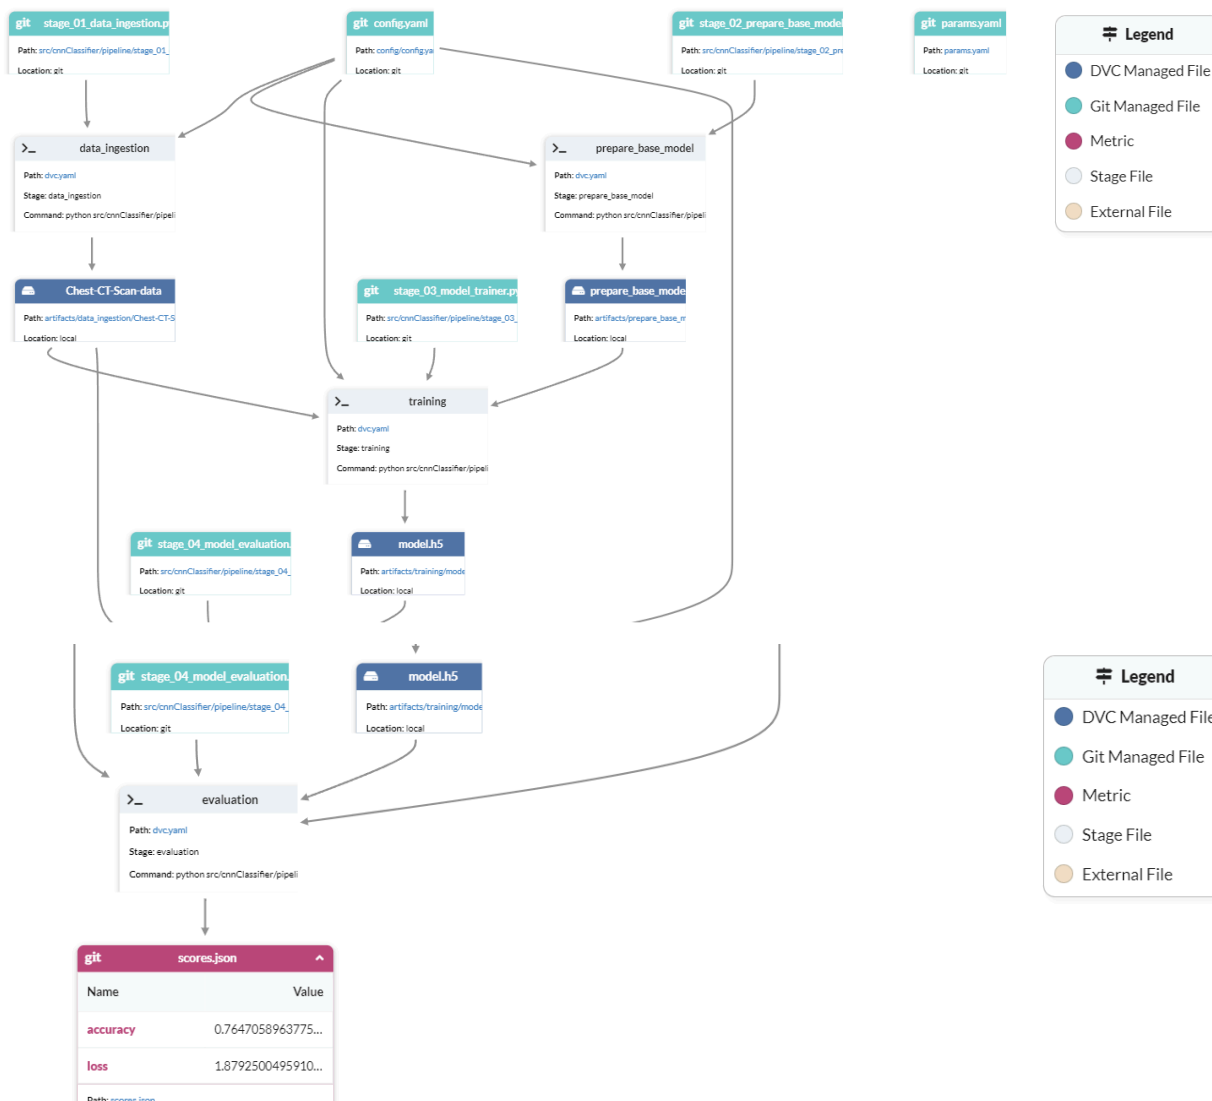 git stage_01_data_ingestion.py
Path: src/cnnClassifier/pipeline/stage_01_
Location: git
git config.yaml
Path: config/config.ya
Location: git
git stage_02_prepare_base_model
Path: src/cnnClassifier/pipeline/stage_02_pre
Location: git
git params.yaml
Path: params.yaml
Location: git
Legend
DVC Managed File
Git Managed File
Metric
Stage File
External File
>_ data_ingestion
Path: dvc.yaml
Stage: data_ingestion
Command: python src/cnnClassifier/pipeli
>_ prepare_base_model
Path: dvc.yaml
Stage: prepare_base_model
Command: python src/cnnClassifier/pipel
Chest-CT-Scan-data
Path: artifacts/data_ingestion/Chest-CT-S
Location: local
git stage_03_model_trainer.py
Path: src/cnnClassifier/pipeline/stage_03_
Location: git
prepare_base_mode
Path: artifacts/prepare_base_m
Location: local
>_ training
Path: dvc.yaml
Stage: training
Command: python src/cnnClassifier/pipeli
git stage_04_model_evaluation.
Path: src/cnnClassifier/pipeline/stage_04_
Location: git
model.h5
Path: artifacts/training/mode
Location: local
git stage_04_model_evaluation.
Path: src/cnnClassifier/pipeline/stage_04_
Location: git
model.h5
Path: artifacts/training/mode
Location: local
Legend
DVC Managed File
Git Managed File
Metric
Stage File
External File
>_ evaluation
Path: dvc.yaml
Stage: evaluation
Command: python src/cnnClassifier/pipeli
git scores.json
Name Value
accuracy 0.7647058963775...
loss 1.8792500495910...
Path: scores.json